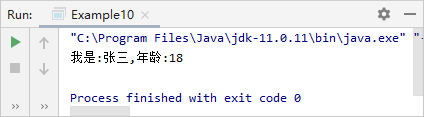 Run: Example10
"C:\Program Files\Java\jdk-11.0.11\bin\java.exe" "-
我是:张三,年龄:18
Process finished with exit code 0